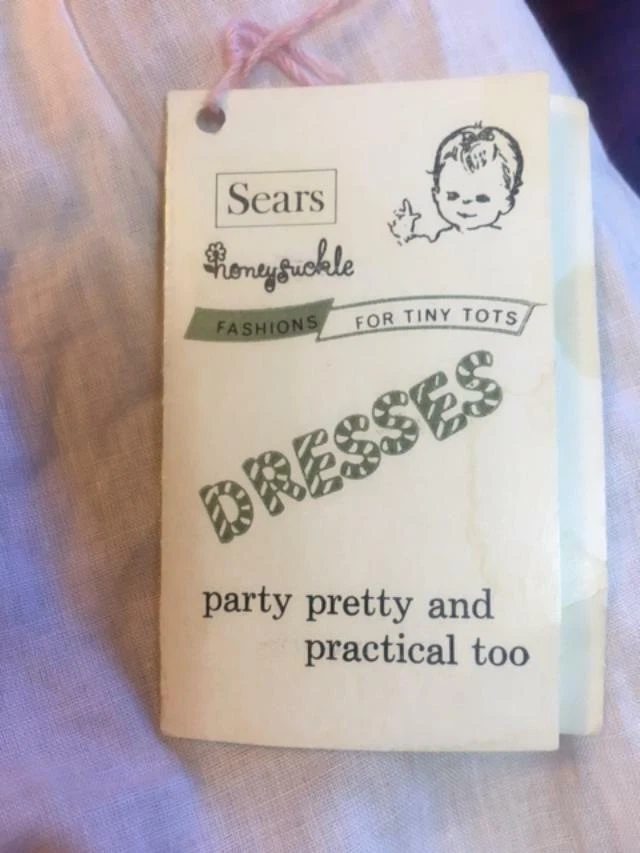 Sears
honeysuckle
FASHIONS FOR TINY TOTS
DRESSES
party pretty and
practical too